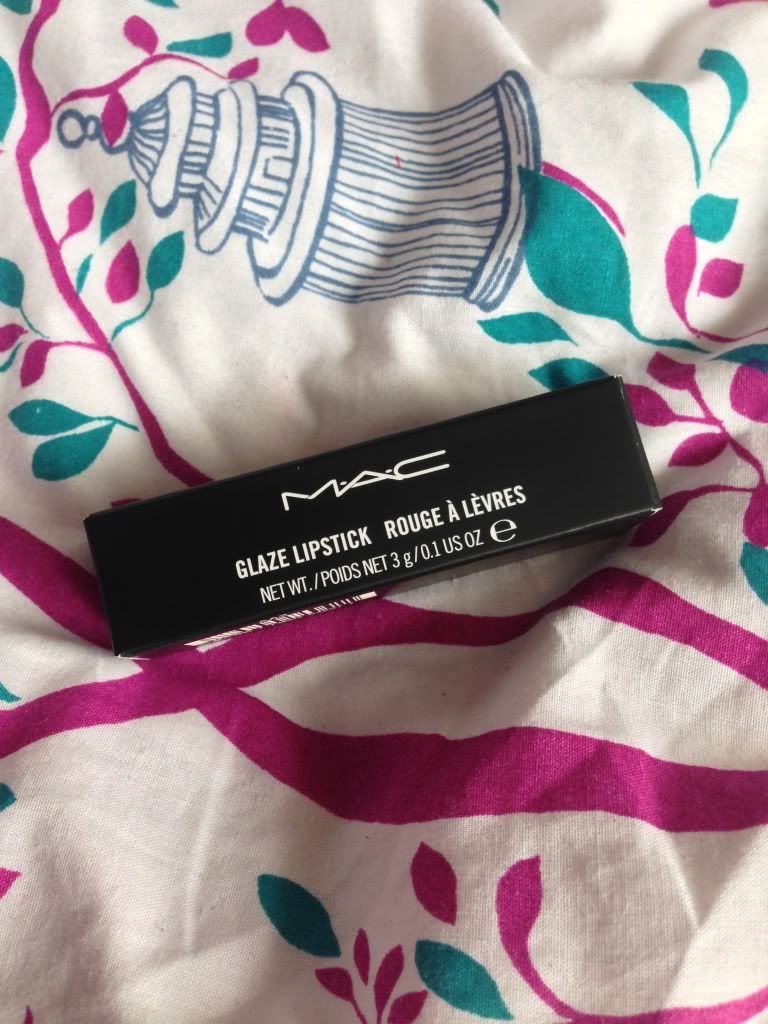 M·A·C
GLAZE LIPSTICK ROUGE À LÈVRES
NET WT./POIDS NET 3 g/0.1 US OZ ℮